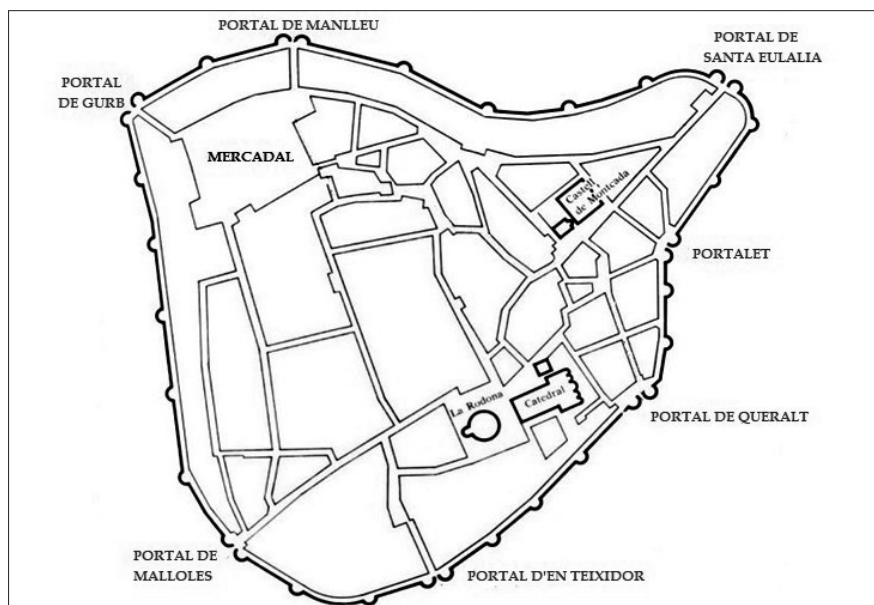 PORTAL DE MANLLEU
PORTAL DE
SANTA EULALIA
PORTAL
DE GURB
MERCADAL
Castell
de Montcada
PORTALET
La Rodona
Catedral
PORTAL DE QUERALT
PORTAL DE
MALLOLES
PORTAL D'EN TEIXIDOR